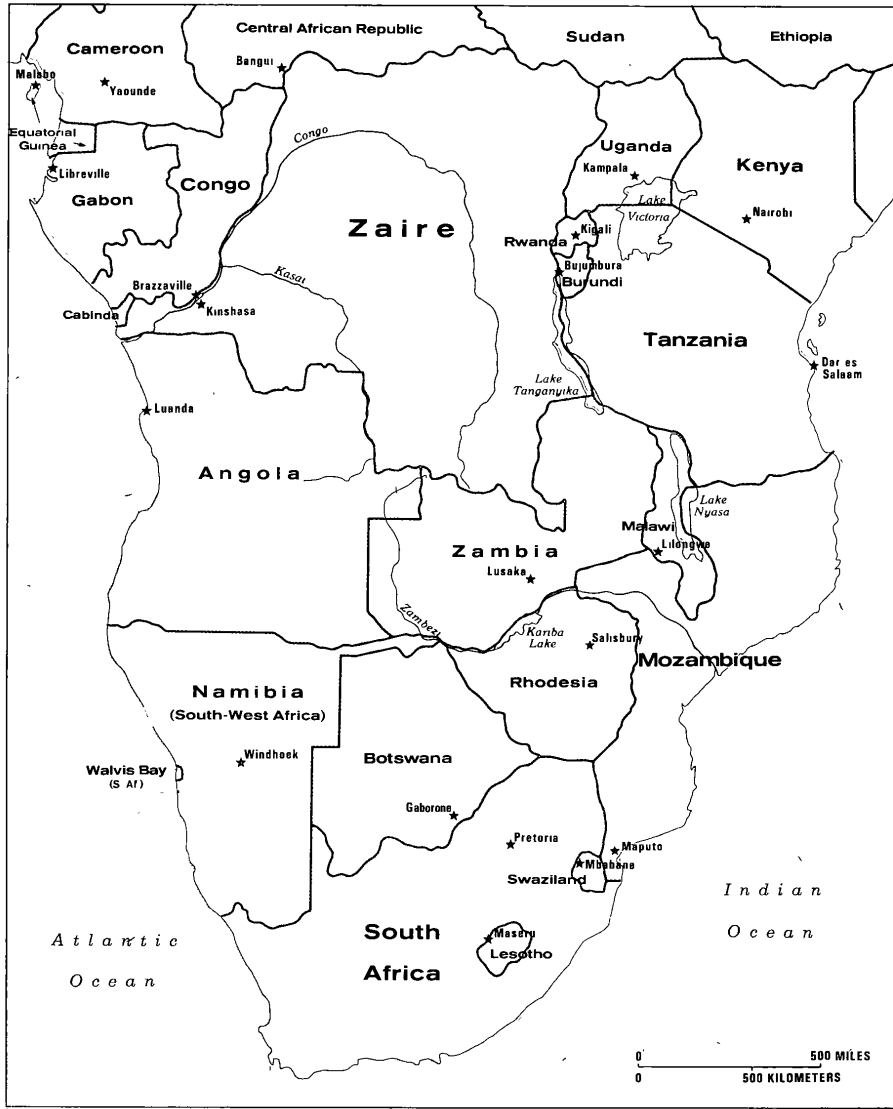 Central African Republic
Sudan
Ethiopia
Cameroon
Bangui
Malabo
Yaounde
Equatorial
Guinea
Congo
Uganda
Kenya
Libreville
Kampala
Gabon
Congo
Lake
Victoria
Nairobi
Zaire
Kigali
Rwanda
Bujumbura
Burundi
Kasai
Brazzaville
Kinshasa
Cabinda
Tanzania
Dar es
Salaam
Lake
Tanganyika
Luanda
Angola
Lake
Nyasa
Malawi
Lilongwe
Zambia
Lusaka
Zambezi
Kariba
Lake
Salisbury
Mozambique
Rhodesia
Namibia
(South-West Africa)
Windhoek
Walvis Bay
(S Af)
Botswana
Gaborone
Pretoria
Maputo
Mbabane
Swaziland
Indian
Ocean
South
Africa
Maseru
Lesotho
Atlantic
Ocean
0 500 MILES
0 500 KILOMETERS